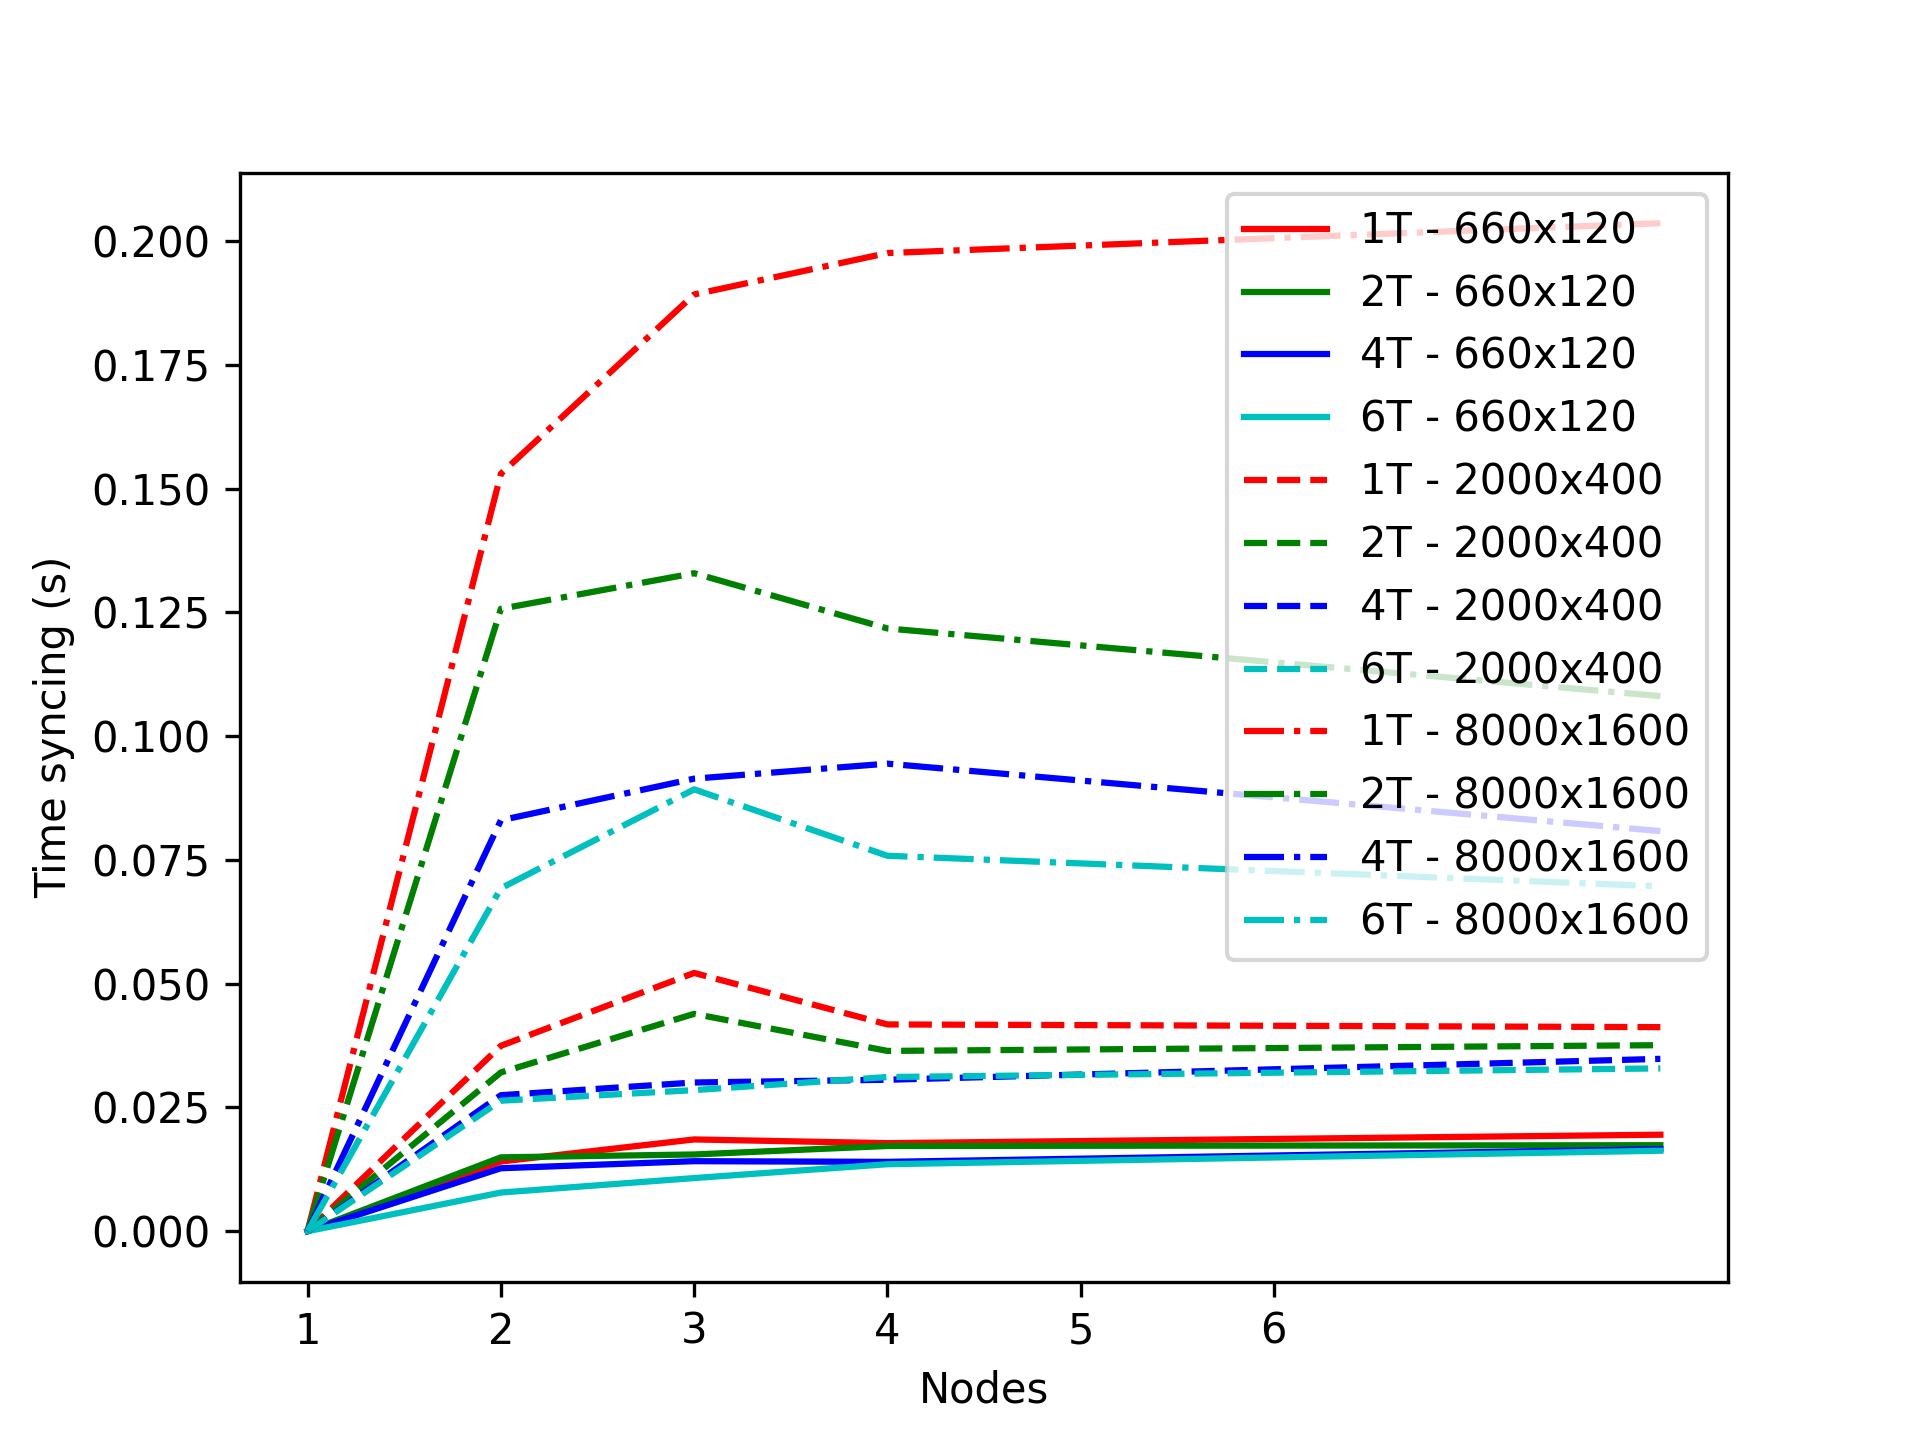 Time syncing (s)
0.200
0.175
0.150
0.125
0.100
0.075
0.050
0.025
0.000
1T - 660x120
2T - 660x120
4T - 660x120
6T - 660x120
1T - 2000x400
2T - 2000x400
4T - 2000x400
6T - 2000x400
1T - 8000x1600
2T - 8000x1600
4T - 8000x1600
6T - 8000x1600
1 2 3 4 5 6
Nodes